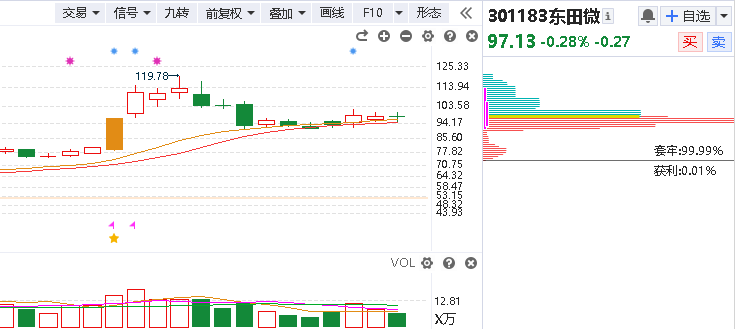 交易 信号 九转 前复权 叠加 画线 F10 形态
301183东田微 自选
97.13 -0.28% -0.27 买 卖
119.78
125.33
113.94
103.58
94.17
85.60
77.82
70.75
64.32
58.47
53.15
48.32
43.93
套牢:99.99%
获利:0.01%
VOL
12.81
X万